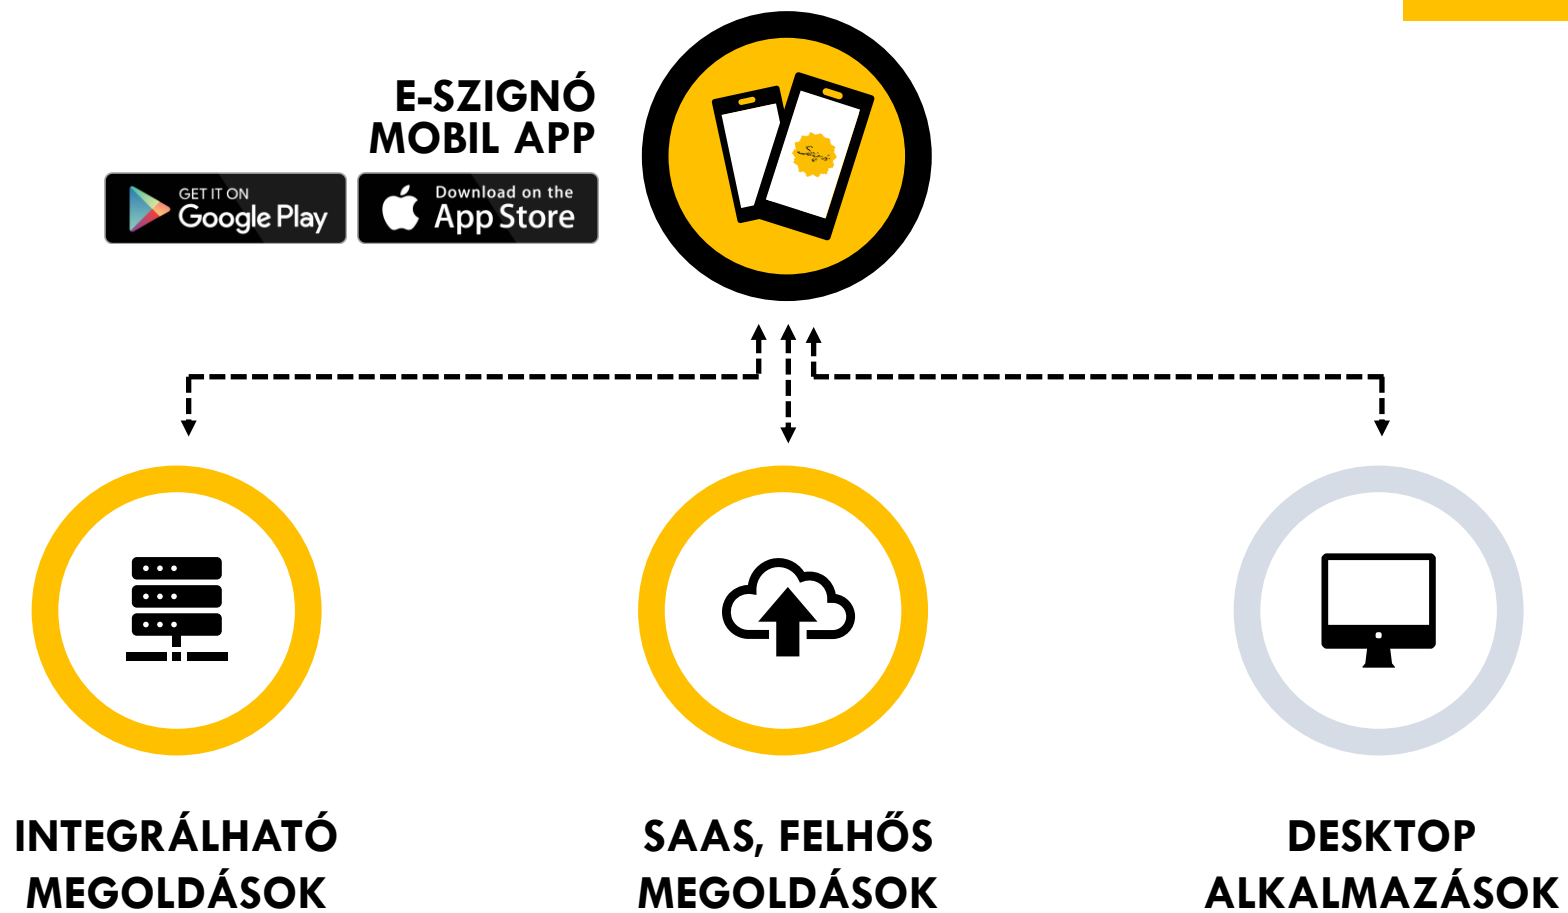 E-SZIGNÓ
MOBIL APP
GET IT ON
Google Play
Download on the
App Store
INTEGRÁLHATÓ
MEGOLDÁSOK
SAAS, FELHŐS
MEGOLDÁSOK
DESKTOP
ALKALMAZÁSOK